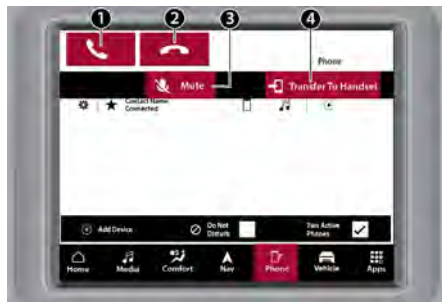 1
2
3
4
Phone
Mute
Transfer To Handset
Contact Name
Connected
Add Device
Do Not
Disturb
Two Active
Phones
Home
Media
Comfort
Nav
Phone
Vehicle
Apps